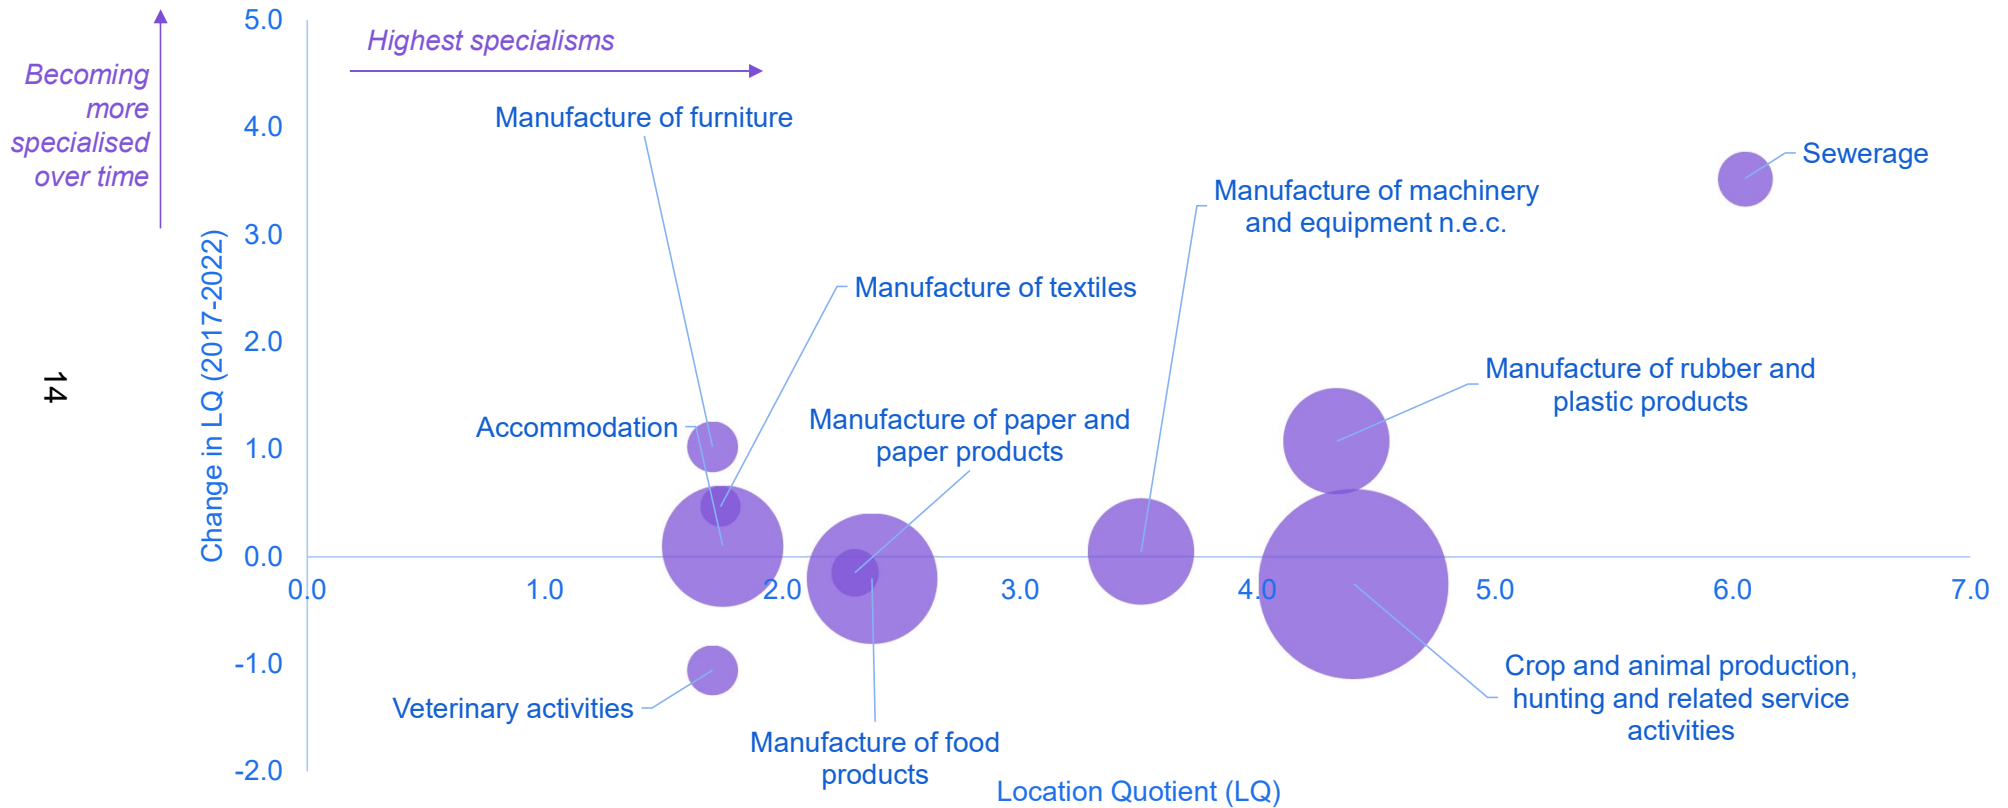 Highest specialisms
Becoming
more
specialised
over time
Change in LQ (2017-2022)
5.0
4.0
3.0
2.0
1.0
0.0
-1.0
-2.0
Manufacture of furniture
Sewerage
Manufacture of machinery
and equipment n.e.c.
Manufacture of textiles
Manufacture of rubber and
plastic products
Accommodation
Manufacture of paper and
paper products
14
0.0
1.0
2.0
3.0
4.0
5.0
6.0
7.0
Crop and animal production,
hunting and related service
activities
Veterinary activities
Manufacture of food
products
Location Quotient (LQ)